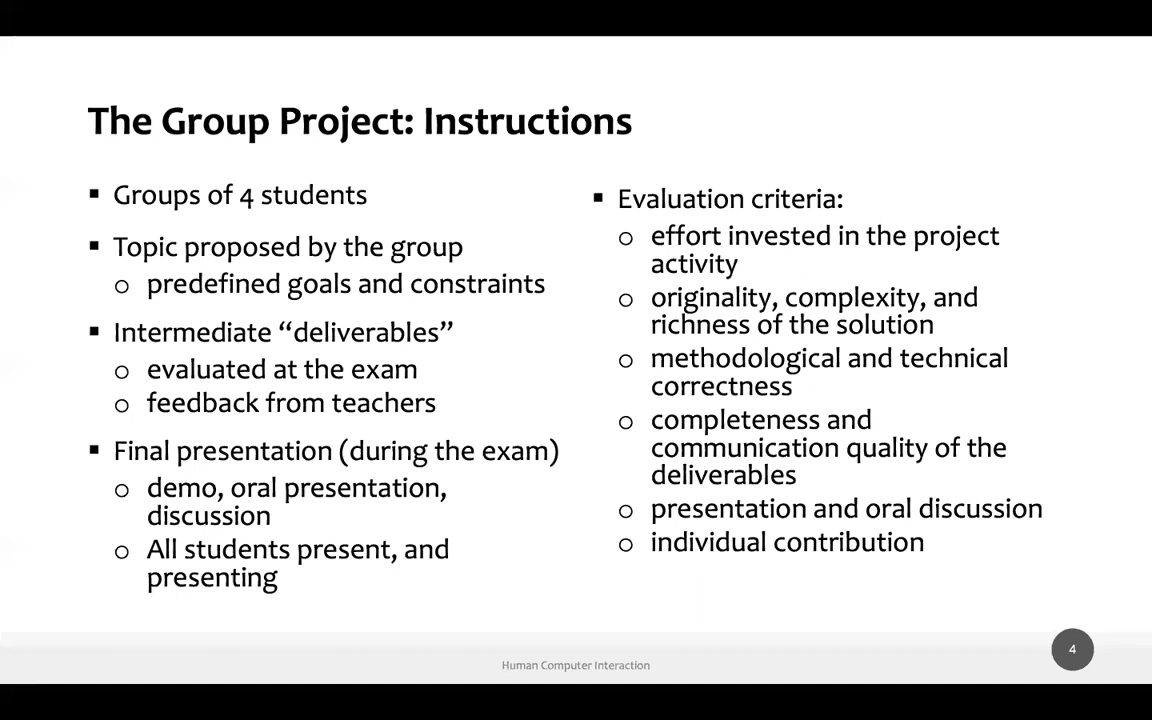 The Group Project: Instructions
▪ Groups of 4 students
▪ Topic proposed by the group
o predefined goals and constraints
▪ Intermediate “deliverables”
o evaluated at the exam
o feedback from teachers
▪ Final presentation (during the exam)
o demo, oral presentation,
discussion
o All students present, and
presenting
▪ Evaluation criteria:
o effort invested in the project
activity
o originality, complexity, and
richness of the solution
o methodological and technical
correctness
o completeness and
communication quality of the
deliverables
o presentation and oral discussion
o individual contribution
Human Computer Interaction
4